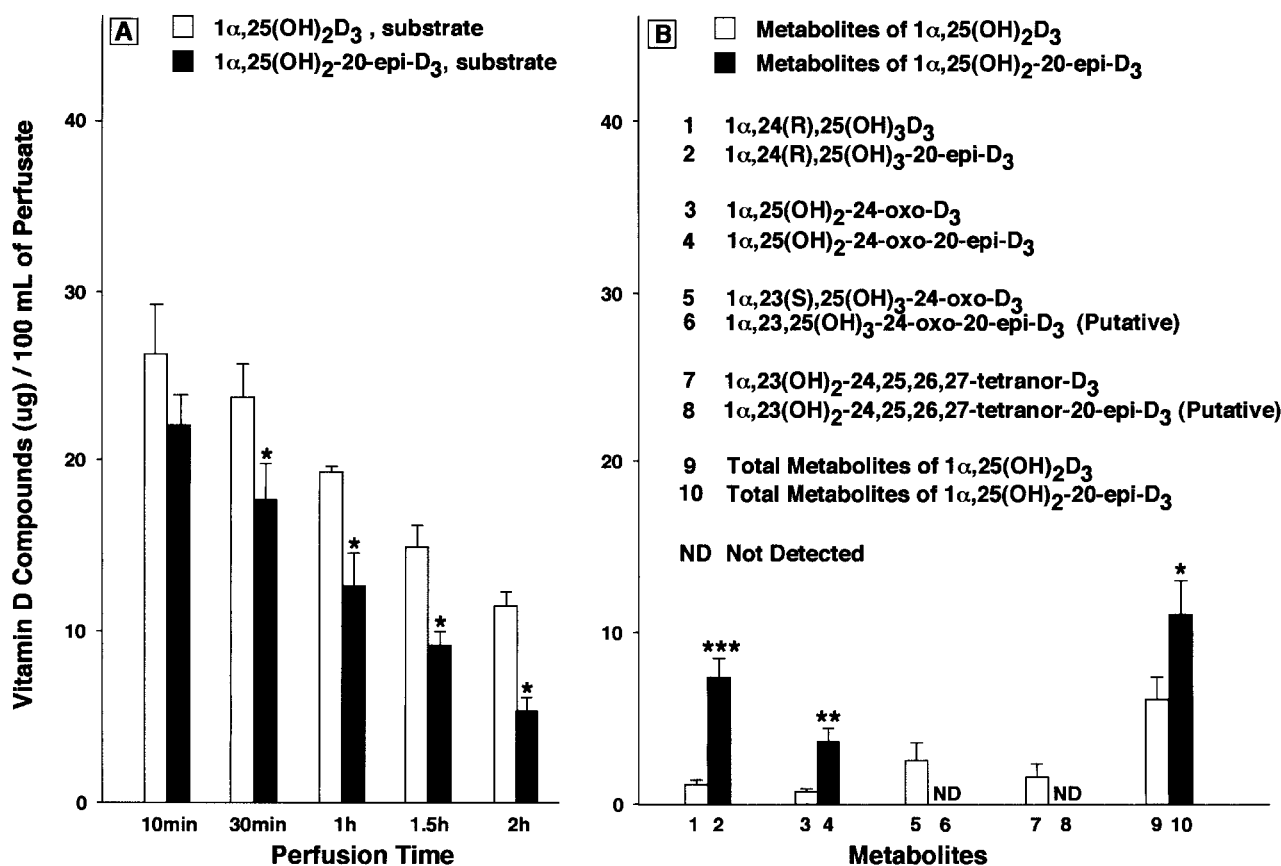 Vitamin D Compounds (ug) / 100 mL of Perfusate
A
1α,25(OH)2D3 , substrate
1α,25(OH)2-20-epi-D3, substrate
40
30
20
10
0
*
*
*
*
10min 30min 1h 1.5h 2h
Perfusion Time
B
Metabolites of 1α,25(OH)2D3
Metabolites of 1α,25(OH)2-20-epi-D3
1 1α,24(R),25(OH)3D3
2 1α,24(R),25(OH)3-20-epi-D3
3 1α,25(OH)2-24-oxo-D3
4 1α,25(OH)2-24-oxo-20-epi-D3
5 1α,23(S),25(OH)3-24-oxo-D3
6 1α,23,25(OH)3-24-oxo-20-epi-D3 (Putative)
7 1α,23(OH)2-24,25,26,27-tetranor-D3
8 1α,23(OH)2-24,25,26,27-tetranor-20-epi-D3 (Putative)
9 Total Metabolites of 1α,25(OH)2D3
10 Total Metabolites of 1α,25(OH)2-20-epi-D3
ND Not Detected
40
30
20
10
0
***
**
ND
ND
*
1 2 3 4 5 6 7 8 9 10
Metabolites